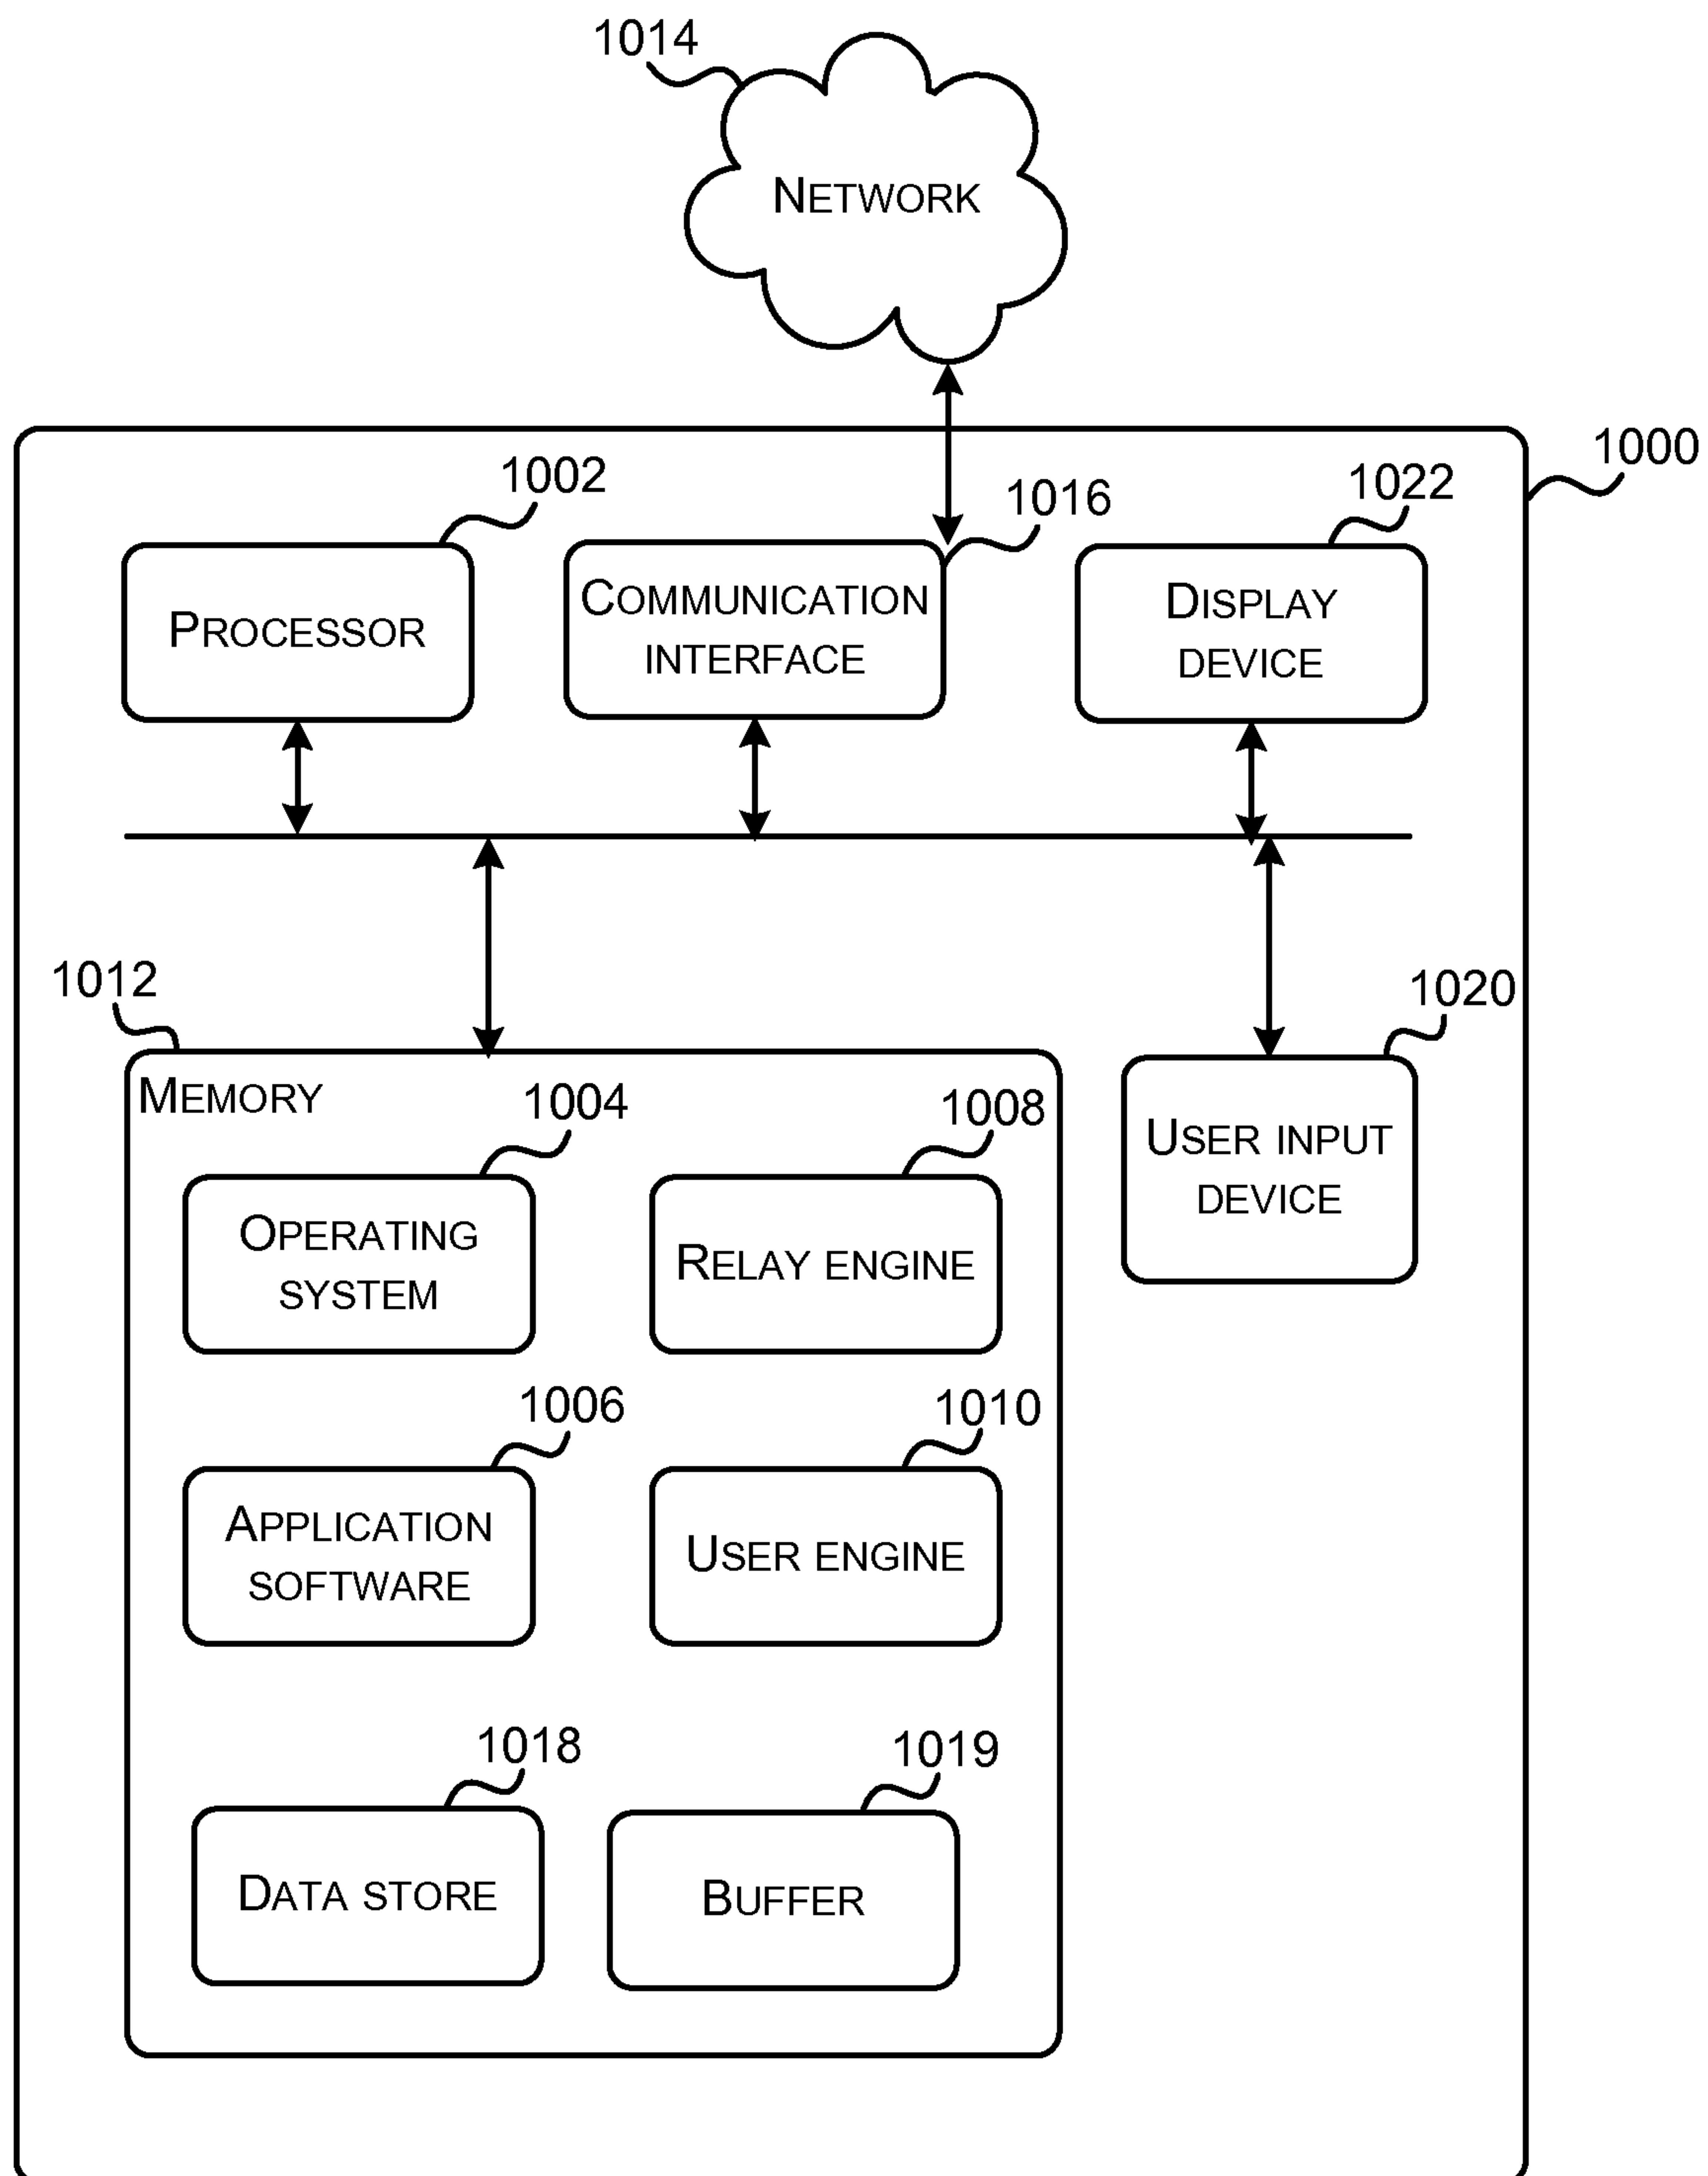 1014
NETWORK
1000
1002
1016
1022
PROCESSOR
COMMUNICATION
INTERFACE
DISPLAY
DEVICE
1012
1020
MEMORY
1004
1008
USER INPUT
DEVICE
OPERATING
SYSTEM
RELAY ENGINE
1006
1010
APPLICATION
SOFTWARE
USER ENGINE
1018
1019
DATA STORE
BUFFER